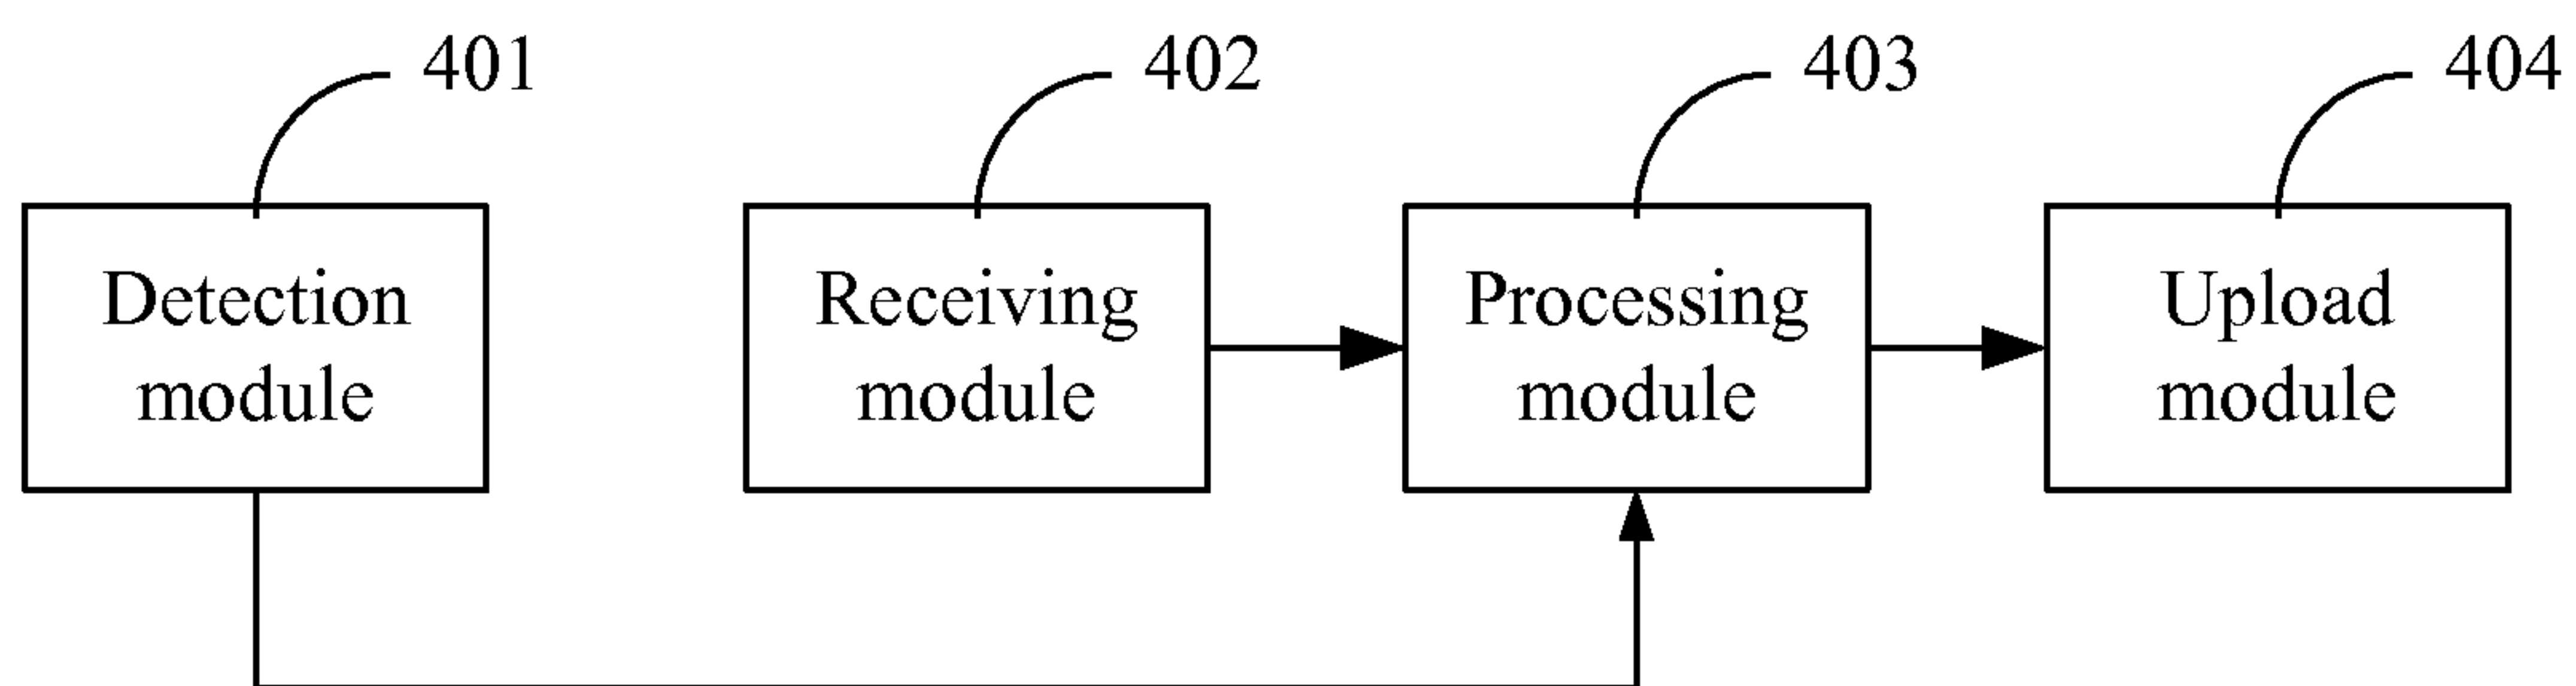 401
402
403
404
Detection
module
Receiving
module
Processing
module
Upload
module